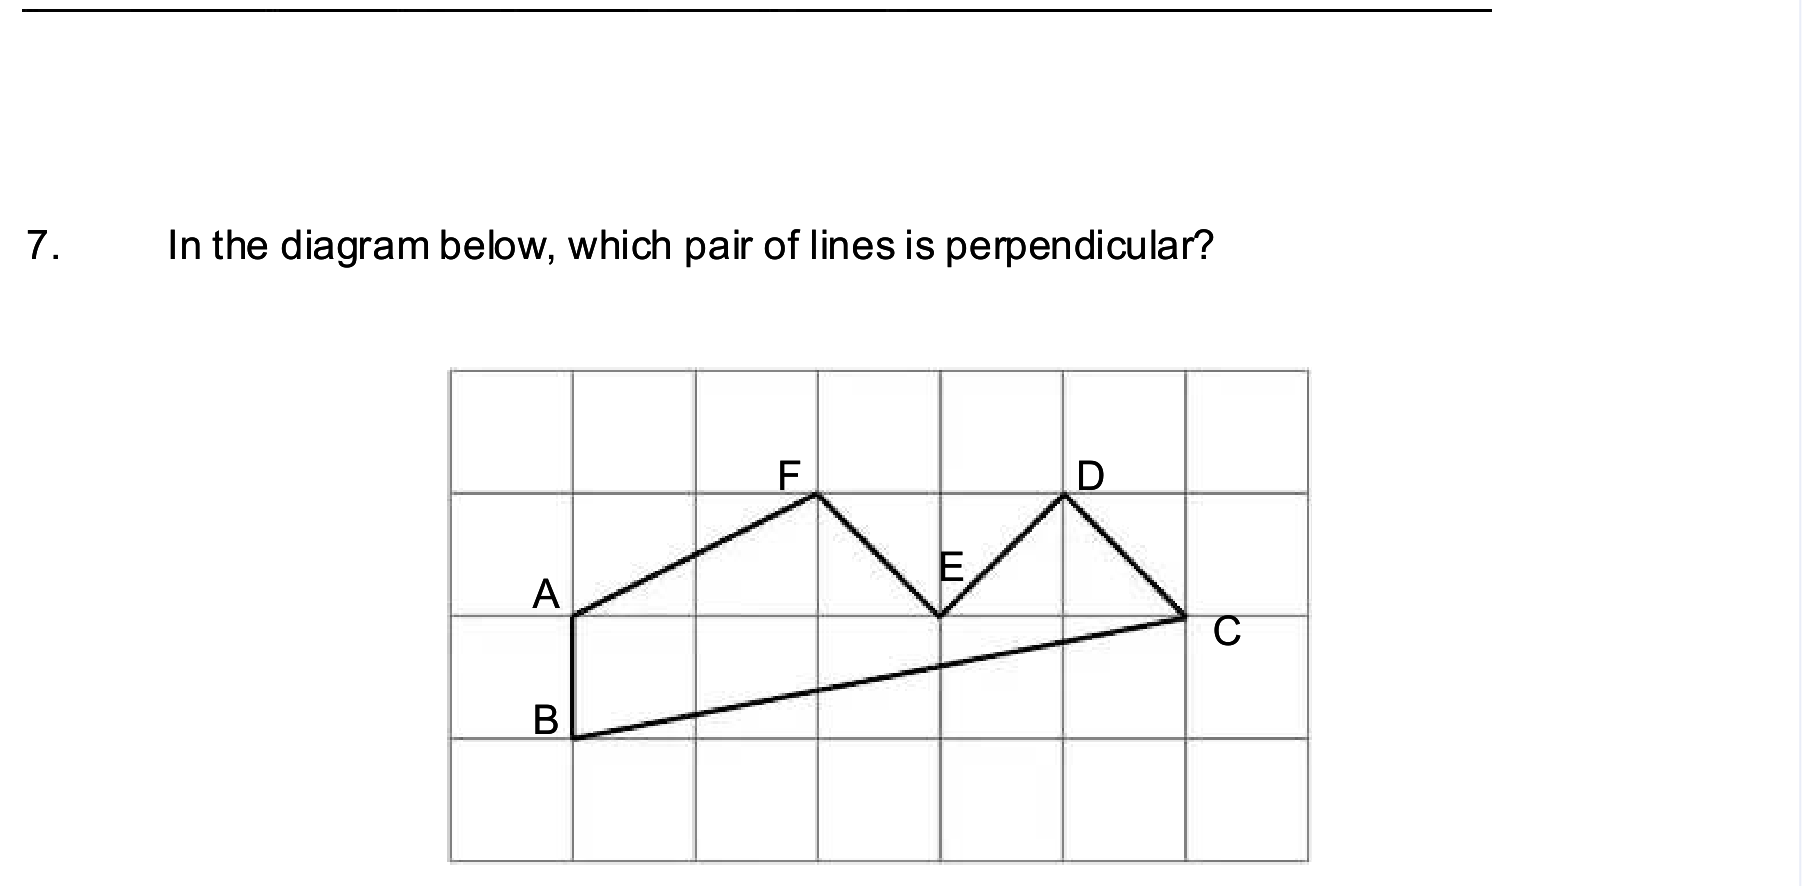 7. In the diagram below, which pair of lines is perpendicular?
F
D
E
A
C
B